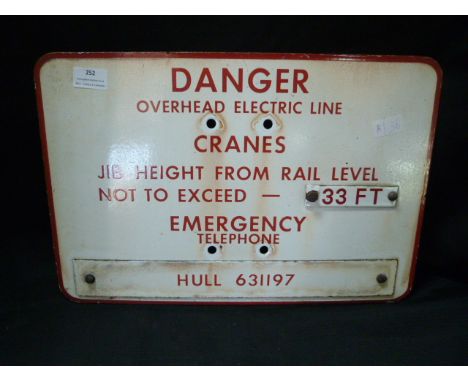 252
DANGER
OVERHEAD ELECTRIC LINE
CRANES
JIB HEIGHT FROM RAIL LEVEL
NOT TO EXCEED — 33 FT
EMERGENCY
TELEPHONE
HULL 631197